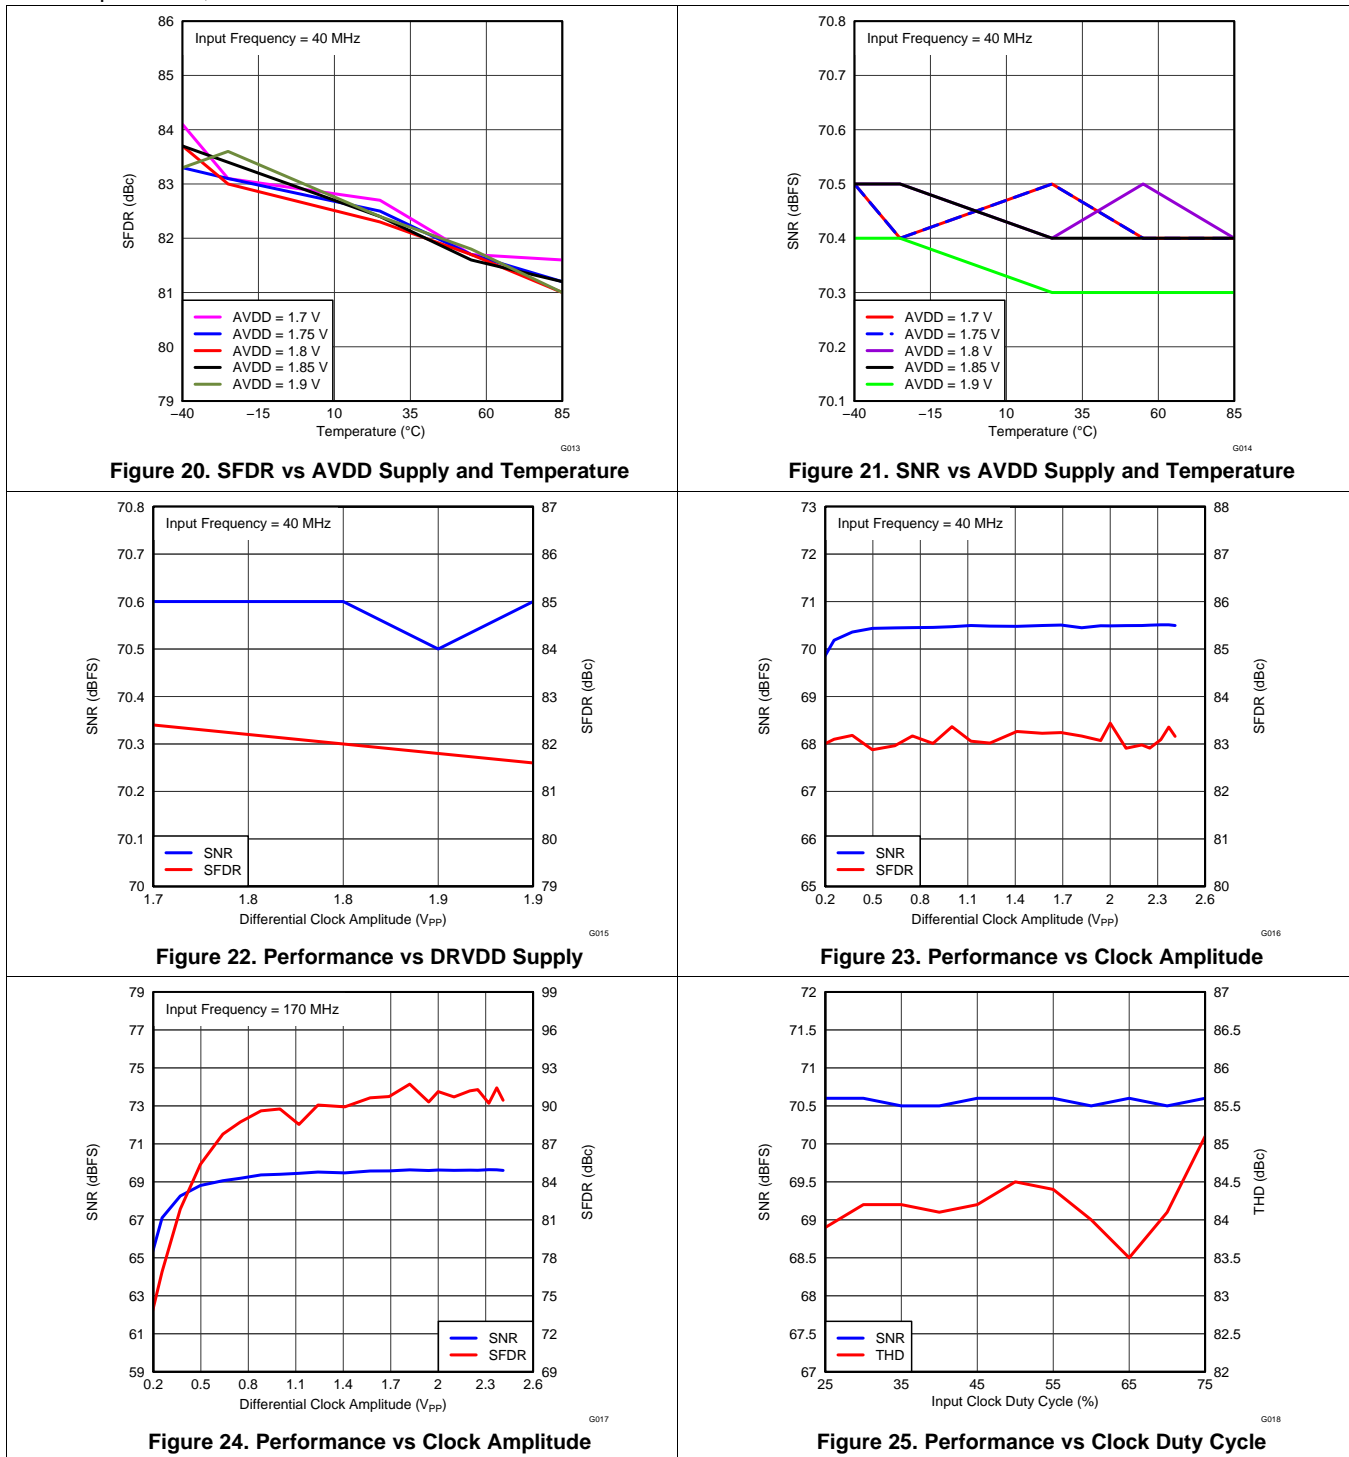 86
85
84
83
82
81
80
79
SFDR (dBc)
Input Frequency = 40 MHz
AVDD = 1.7 V
AVDD = 1.75 V
AVDD = 1.8 V
AVDD = 1.85 V
AVDD = 1.9 V
−40 −15 10 35 60 85
Temperature (°C)
G013
Figure 20. SFDR vs AVDD Supply and Temperature
70.8
70.7
70.6
70.5
70.4
70.3
70.2
70.1
SNR (dBFS)
Input Frequency = 40 MHz
AVDD = 1.7 V
AVDD = 1.75 V
AVDD = 1.8 V
AVDD = 1.85 V
AVDD = 1.9 V
−40 −15 10 35 60 85
Temperature (°C)
G014
Figure 21. SNR vs AVDD Supply and Temperature
70.8
70.7
70.6
70.5
70.4
70.3
70.2
70.1
70
SNR (dBFS)
Input Frequency = 40 MHz
SNR
SFDR
87
86
85
84
83
82
81
80
79
SFDR (dBc)
1.7 1.8 1.8 1.9 1.9
Differential Clock Amplitude (VPP)
G015
Figure 22. Performance vs DRVDD Supply
73
72
71
70
69
68
67
66
65
SNR (dBFS)
Input Frequency = 40 MHz
SNR
SFDR
88
87
86
85
84
83
82
81
80
SFDR (dBc)
0.2 0.5 0.8 1.1 1.4 1.7 2 2.3 2.6
Differential Clock Amplitude (VPP)
G016
Figure 23. Performance vs Clock Amplitude
79
77
75
73
71
69
67
65
63
61
59
SNR (dBFS)
Input Frequency = 170 MHz
SNR
SFDR
99
96
93
90
87
84
81
78
75
72
69
SFDR (dBc)
0.2 0.5 0.8 1.1 1.4 1.7 2 2.3 2.6
Differential Clock Amplitude (VPP)
G017
Figure 24. Performance vs Clock Amplitude
72
71.5
71
70.5
70
69.5
69
68.5
68
67.5
67
SNR (dBFS)
SNR
THD
87
86.5
86
85.5
85
84.5
84
83.5
83
82.5
82
THD (dBc)
25 35 45 55 65 75
Input Clock Duty Cycle (%)
G018
Figure 25. Performance vs Clock Duty Cycle